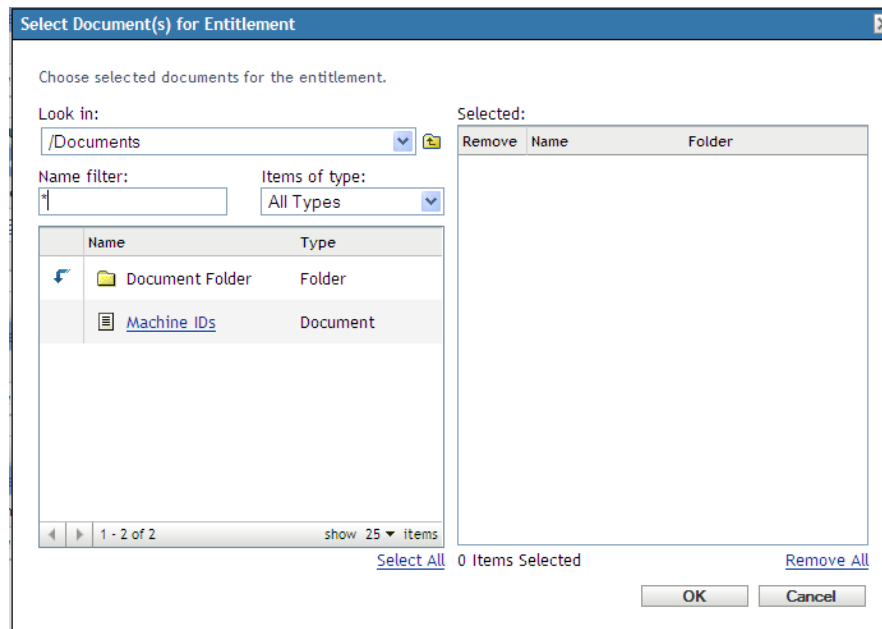 Select Document(s) for Entitlement
Choose selected documents for the entitlement.
Look in:
/Documents
Name filter:
Items of type:
*
All Types
Name Type
Document Folder Folder
Machine IDs Document
1 - 2 of 2 show 25 items
Select All
Selected:
Remove Name Folder
0 Items Selected
Remove All
OK Cancel